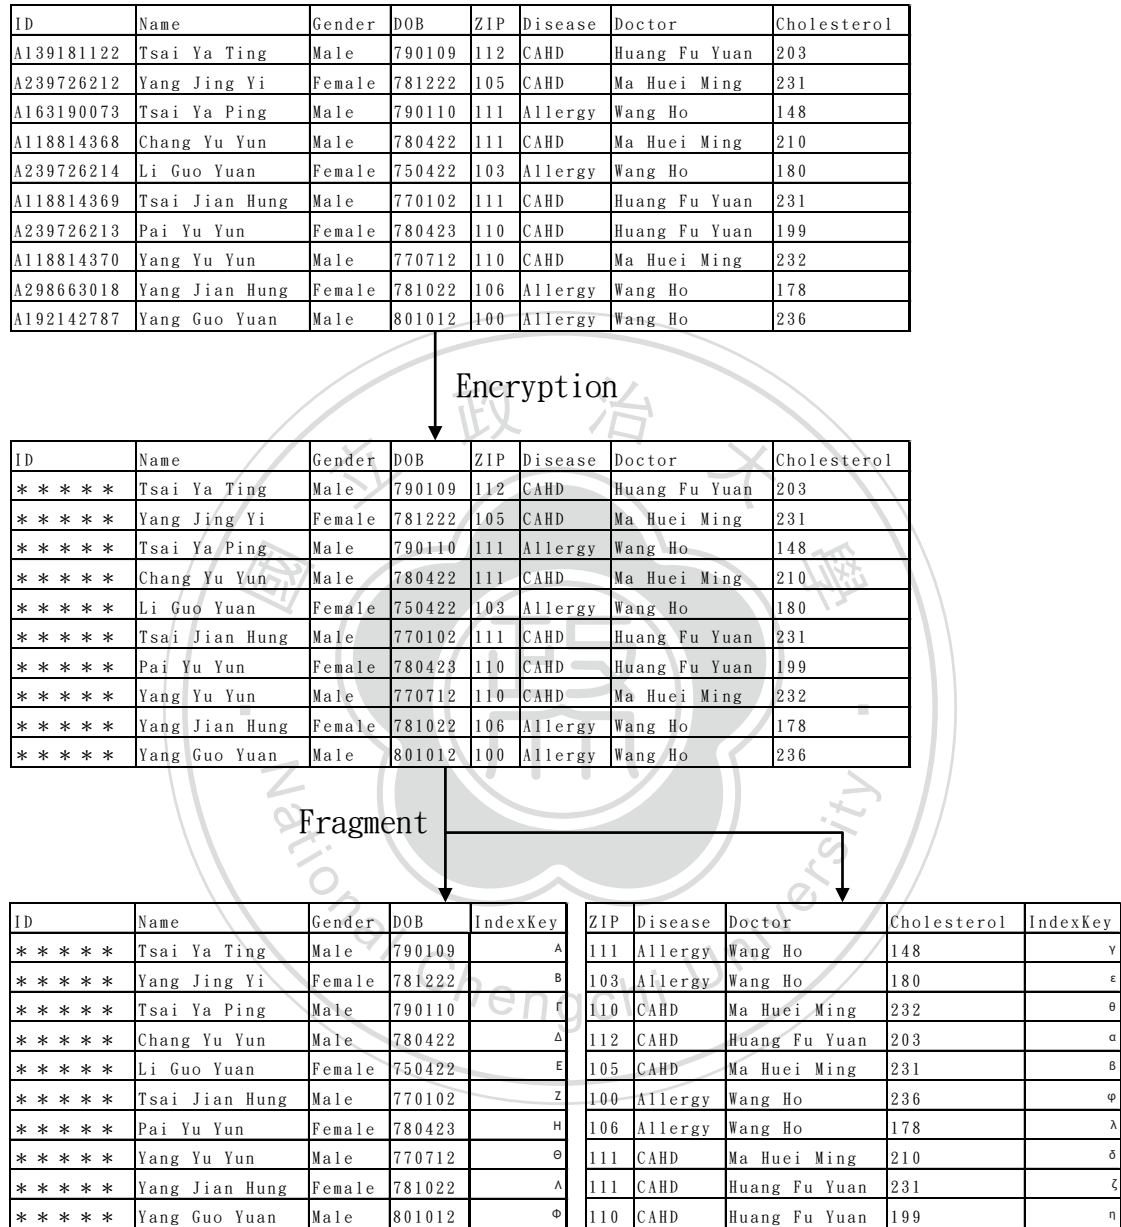 ID Name Gender DOB ZIP Disease Doctor Cholesterol
A139181122 Tsai Ya Ting Male 790109 112 CAHD Huang Fu Yuan 203
A239726212 Yang Jing Yi Female 781222 105 CAHD Ma Huei Ming 231
A163190073 Tsai Ya Ping Male 790110 111 Allergy Wang Ho 148
A118814368 Chang Yu Yun Male 780422 111 CAHD Ma Huei Ming 210
A239726214 Li Guo Yuan Female 750422 103 Allergy Wang Ho 180
A118814369 Tsai Jian Hung Male 770102 111 CAHD Huang Fu Yuan 231
A239726213 Pai Yu Yun Female 780423 110 CAHD Huang Fu Yuan 199
A118814370 Yang Yu Yun Male 770712 110 CAHD Ma Huei Ming 232
A298663018 Yang Jian Hung Female 781022 106 Allergy Wang Ho 178
A192142787 Yang Guo Yuan Male 801012 100 Allergy Wang Ho 236
Encryption
國立政治大學
ID Name Gender DOB ZIP Disease Doctor Cholesterol
***** Tsai Ya Ting Male 790109 112 CAHD Huang Fu Yuan 203
***** Yang Jing Yi Female 781222 105 CAHD Ma Huei Ming 231
***** Tsai Ya Ping Male 790110 111 Allergy Wang Ho 148
***** Chang Yu Yun Male 780422 111 CAHD Ma Huei Ming 210
***** Li Guo Yuan Female 750422 103 Allergy Wang Ho 180
***** Tsai Jian Hung Male 770102 111 CAHD Huang Fu Yuan 231
***** Pai Yu Yun Female 780423 110 CAHD Huang Fu Yuan 199
***** Yang Yu Yun Male 770712 110 CAHD Ma Huei Ming 232
***** Yang Jian Hung Female 781022 106 Allergy Wang Ho 178
***** Yang Guo Yuan Male 801012 100 Allergy Wang Ho 236
Fragment
National Chengchi University
ID Name Gender DOB IndexKey
***** Tsai Ya Ting Male 790109 Α
***** Yang Jing Yi Female 781222 Β
***** Tsai Ya Ping Male 790110 Γ
***** Chang Yu Yun Male 780422 Δ
***** Li Guo Yuan Female 750422 Ε
***** Tsai Jian Hung Male 770102 Ζ
***** Pai Yu Yun Female 780423 Η
***** Yang Yu Yun Male 770712 Θ
***** Yang Jian Hung Female 781022 Λ
***** Yang Guo Yuan Male 801012 Φ
ZIP Disease Doctor Cholesterol IndexKey
111 Allergy Wang Ho 148 γ
103 Allergy Wang Ho 180 ε
110 CAHD Ma Huei Ming 232 θ
112 CAHD Huang Fu Yuan 203 α
105 CAHD Ma Huei Ming 231 β
100 Allergy Wang Ho 236 φ
106 Allergy Wang Ho 178 λ
111 CAHD Ma Huei Ming 210 δ
111 CAHD Huang Fu Yuan 231 ζ
110 CAHD Huang Fu Yuan 199 η